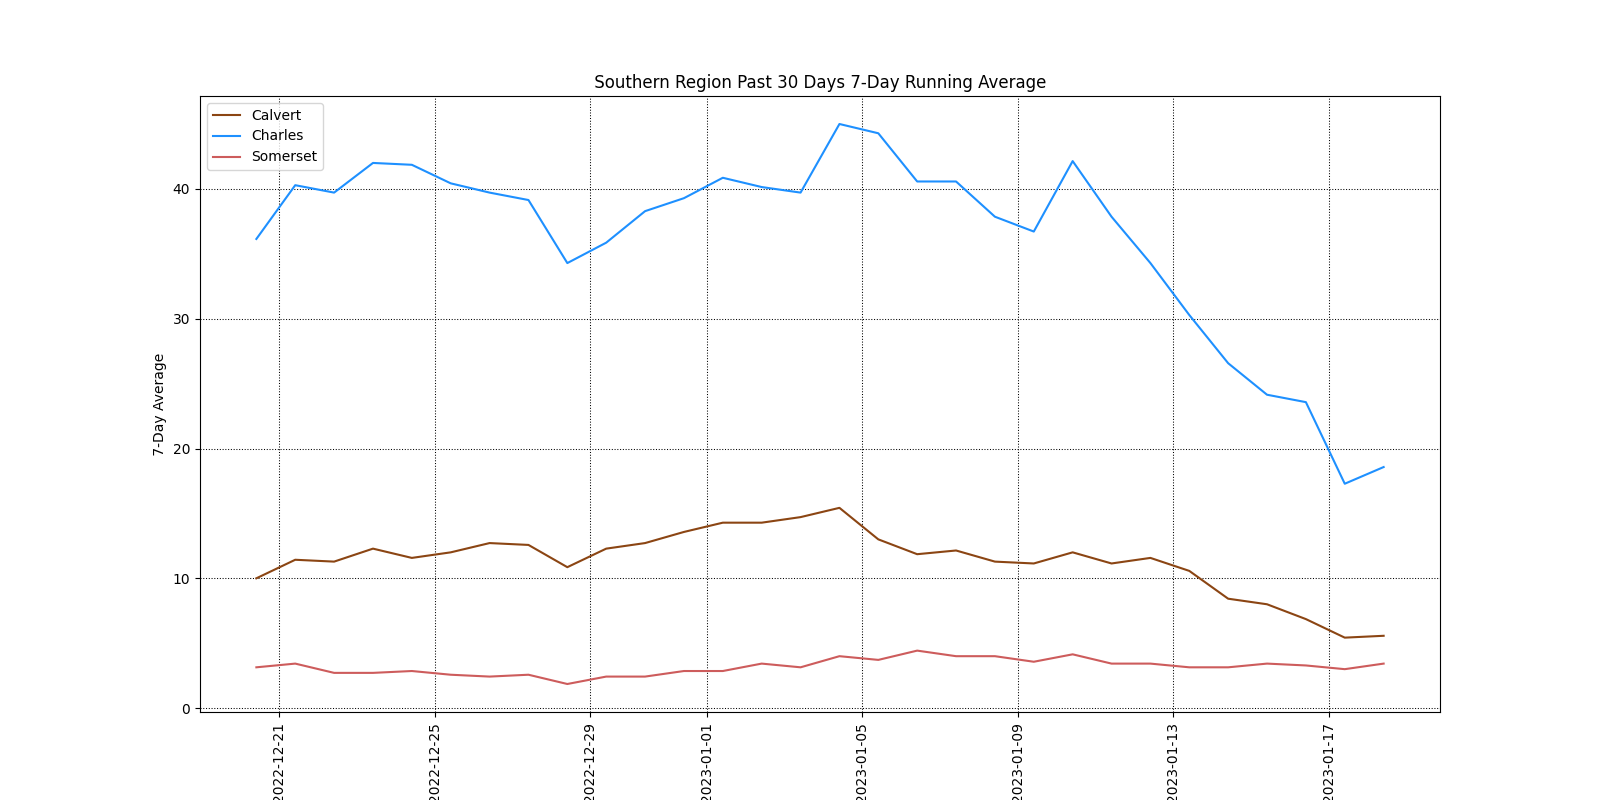 Southern Region Past 30 Days 7-Day Running Average
Calvert
Charles
Somerset
7-Day Average
40
30
20
10
0
2022-12-21
2022-12-25
2022-12-29
2023-01-01
2023-01-05
2023-01-09
2023-01-13
2023-01-17